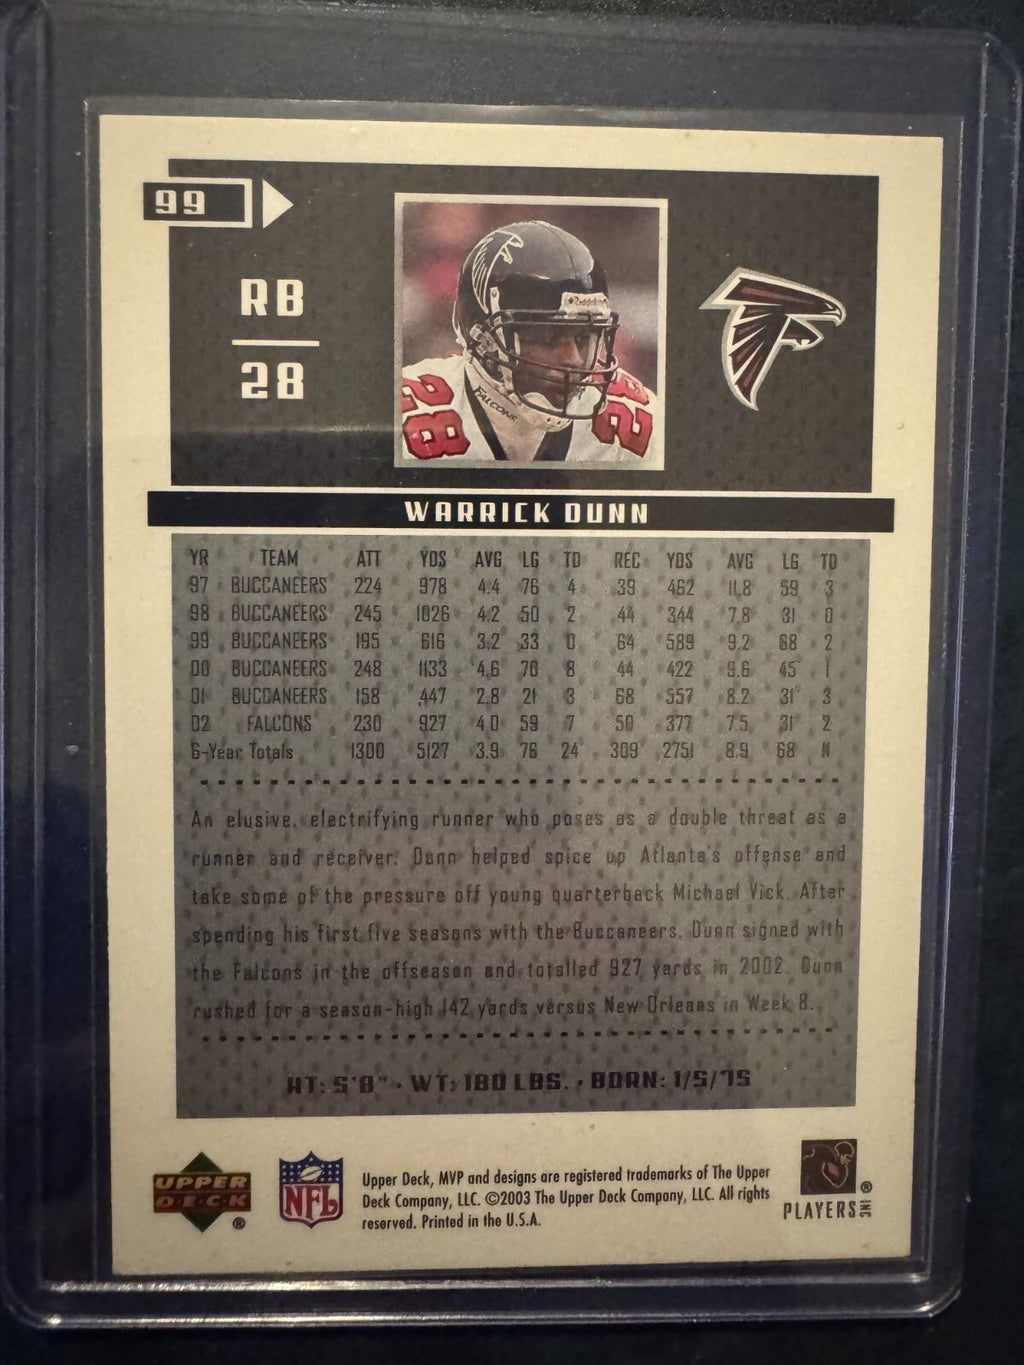 99
RB
28
Riddell
FALCONS
28
28
WARRICK DUNN
YR TEAM ATT YDS AVG LG TD REC YDS AVG LG TD
97 BUCCANEERS 224 978 4.4 76 4 39 462 11.8 59 3
98 BUCCANEERS 245 1026 4.2 50 2 44 344 7.8 31 0
99 BUCCANEERS 195 616 3.2 33 0 64 589 9.2 68 2
00 BUCCANEERS 248 1133 4.6 70 8 44 422 9.6 45 1
01 BUCCANEERS 158 447 2.8 21 3 68 557 8.2 31 3
02 FALCONS 230 927 4.0 59 7 50 377 7.5 31 2
6-Year Totals 1300 5127 3.9 76 24 309 2751 8.9 68 11
An elusive, electrifying runner who poses as a double threat as a
runner and receiver, Dunn helped spice up Atlanta's offense and
take some of the pressure off young quarterback Michael Vick. After
spending his first five seasons with the Buccaneers, Dunn signed with
the Falcons in the offseason and totalled 927 yards in 2002. Dunn
rushed for a season-high 142 yards versus New Orleans in Week 8.
HT: 5'8" • WT: 180 LBS. • BORN: 1/5/75
UPPER
DECK ®
NFL
Upper Deck, MVP and designs are registered trademarks of The Upper
Deck Company, LLC. ©2003 The Upper Deck Company, LLC. All rights
reserved. Printed in the U.S.A.
®
PLAYERS INC